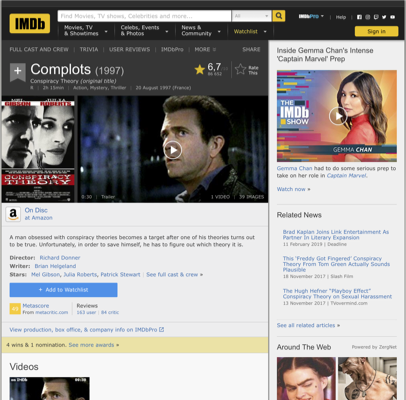 IMDb
Find Movies, TV shows, Celebrities and more...
All
Movies, TV & Showtimes
Celebs, Events & Photos
News & Community
Watchlist
IMDbPro
Help
Sign in
FULL CAST AND CREW | TRIVIA | USER REVIEWS | IMDbPro | MORE
SHARE
Complots (1997)
Conspiracy Theory (original title)
2h 15min | Action, Mystery, Thriller | 20 August 1997 (France)
6,7
Rate This
GIBSON ROBERTS
CONSPIRACY THEORY
0:30 | Trailer
1 VIDEO | 39 IMAGES
On Disc
at Amazon
A man obsessed with conspiracy theories becomes a target after one of his theories turns out to be true. Unfortunately, in order to save himself, he has to figure out which theory it is.
Director: Richard Donner
Writer: Brian Helgeland
Stars: Mel Gibson, Julia Roberts, Patrick Stewart | See full cast & crew »
+ Add to Watchlist
Metascore
From metacritic.com
Reviews
163 user | 84 critic
View production, box office, & company info on IMDbPro
4 wins & 1 nomination. See more awards »
Videos
Inside Gemma Chan's Intense 'Captain Marvel' Prep
THE IMDb SHOW
GEMMA CHAN
Gemma Chan had to do some serious prep to take on her role in Captain Marvel.
Watch now »
Related News
Brad Kaplan Joins Link Entertainment As Partner In Literary Expansion
11 February 2019 | Deadline
This 'Freddy Got Fingered' Conspiracy Theory From Tom Green Actually Sounds Plausible
18 November 2017 | Slash Film
The Hugh Hefner "Playboy Effect" Conspiracy Theory on Sexual Harassment
13 November 2017 | TVovermind.com
See all related articles »
Around The Web
Powered by ZergNet